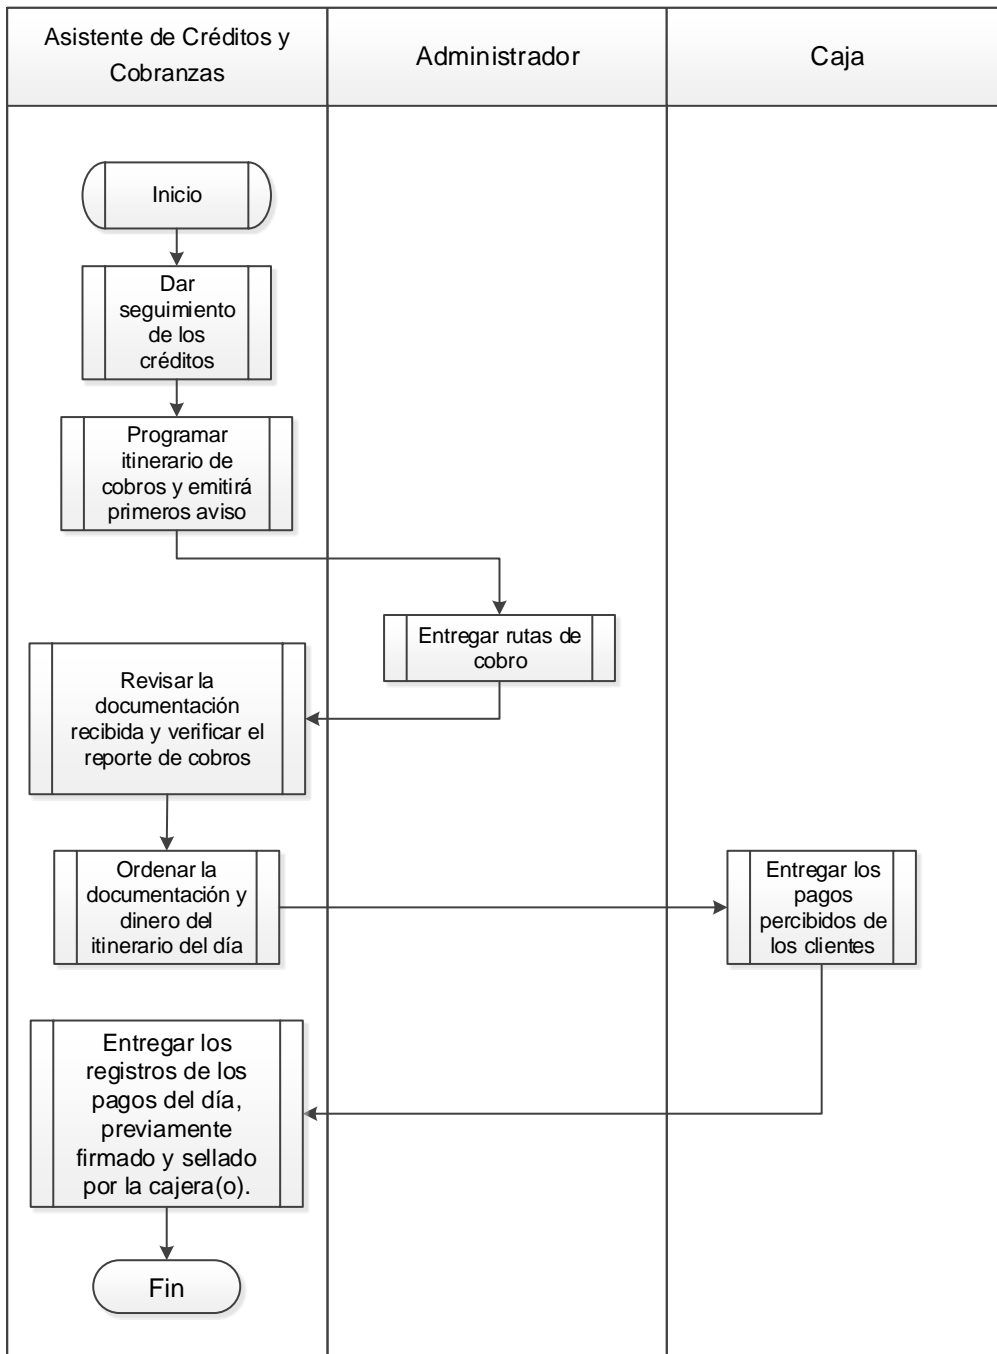 Asistente de Créditos y
Cobranzas
Administrador
Caja
Inicio
Dar
seguimiento
de los
créditos
Programar
itinerario de
cobros y emitirá
primeros aviso
Entregar rutas de
cobro
Revisar la
documentación
recibida y verificar el
reporte de cobros
Ordenar la
documentación y
dinero del
itinerario del día
Entregar los
pagos
percibidos de
los clientes
Entregar los
registros de los
pagos del día,
previamente
firmado y sellado
por la cajera(o).
Fin